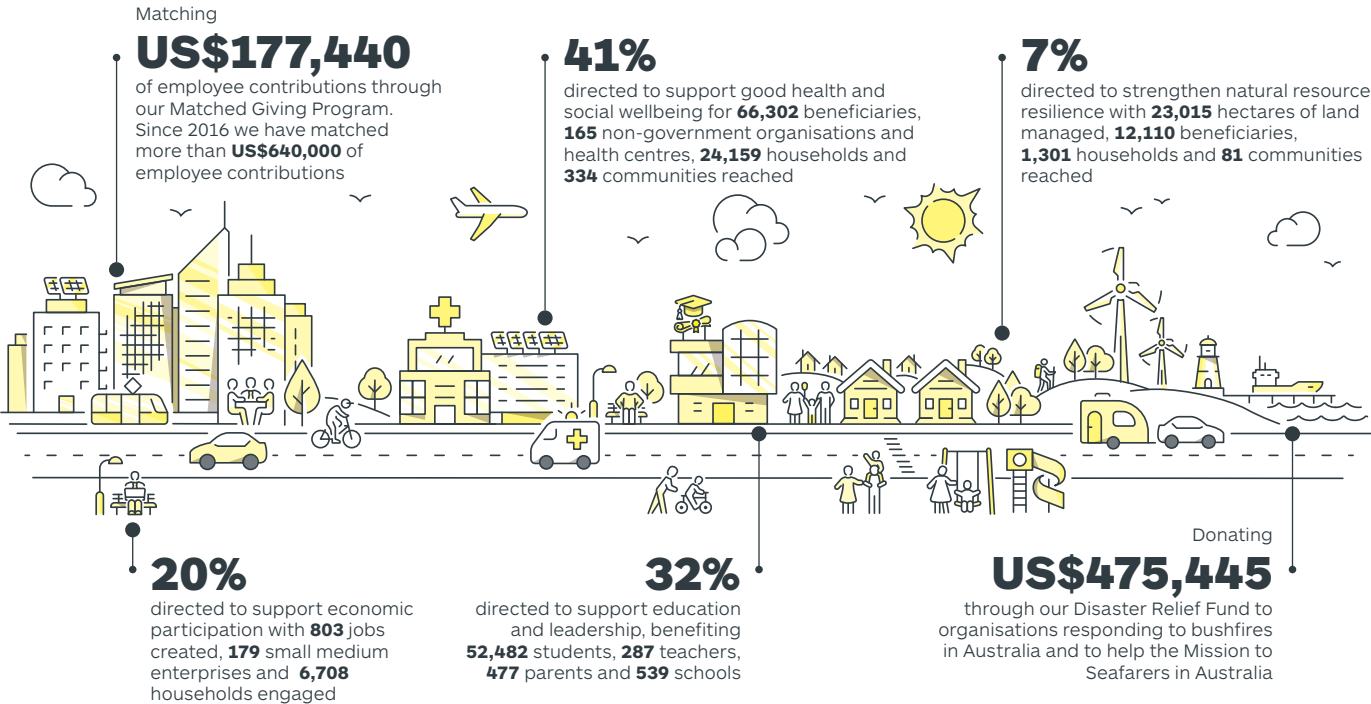 Matching
US$177,440
of employee contributions through
our Matched Giving Program.
Since 2016 we have matched
more than US$640,000 of
employee contributions
41%
directed to support good health and
social wellbeing for 66,302 beneficiaries,
165 non-government organisations and
health centres, 24,159 households and
334 communities reached
7%
directed to strengthen natural resource
resilience with 23,015 hectares of land
managed, 12,110 beneficiaries,
1,301 households and 81 communities
reached
20%
directed to support economic
participation with 803 jobs
created, 179 small medium
enterprises and 6,708
households engaged
32%
directed to support education
and leadership, benefiting
52,482 students, 287 teachers,
477 parents and 539 schools
Donating
US$475,445
through our Disaster Relief Fund to
organisations responding to bushfires
in Australia and to help the Mission to
Seafarers in Australia